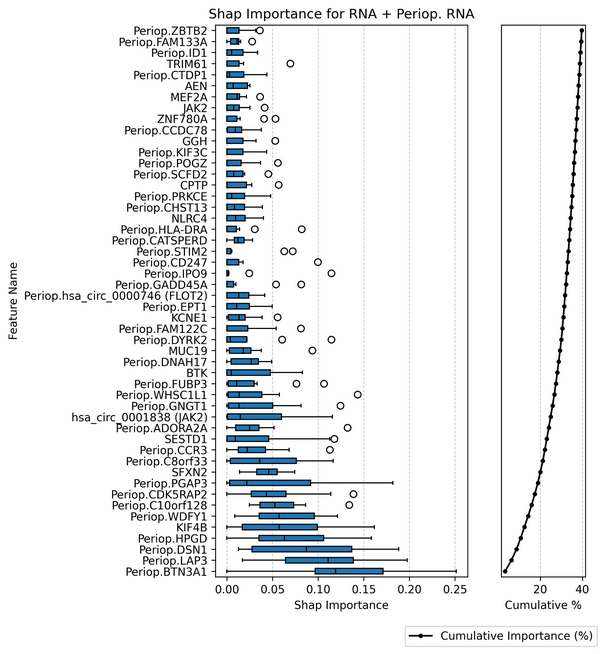 Shap Importance for RNA + Periop. RNA
Feature Name
Periop.ZBTB2
Periop.FAM133A
Periop.ID1
TRIM61
Periop.CTDP1
AEN
MEF2A
JAK2
ZNF780A
Periop.CCDC78
GGH
Periop.KIF3C
Periop.POGZ
Periop.SCFD2
CPTP
Periop.PRKCE
Periop.CHST13
NLRC4
Periop.HLA-DRA
Periop.CATSPERD
Periop.STIM2
Periop.CD247
Periop.IPO9
Periop.GADD45A
Periop.hsa_circ_0000746 (FLOT2)
Periop.EPT1
KCNE1
Periop.FAM122C
Periop.DYRK2
MUC19
Periop.DNAH17
BTK
Periop.FUBP3
Periop.WHSC1L1
Periop.GNGT1
hsa_circ_0001838 (JAK2)
Periop.ADORA2A
SESTD1
Periop.CCR3
Periop.C8orf33
SFXN2
Periop.PGAP3
Periop.CDK5RAP2
Periop.C10orf128
Periop.WDFY1
KIF4B
Periop.HPGD
Periop.DSN1
Periop.LAP3
Periop.BTN3A1
0.00 0.05 0.10 0.15 0.20 0.25
Shap Importance
20 40
Cumulative %
Cumulative Importance (%)